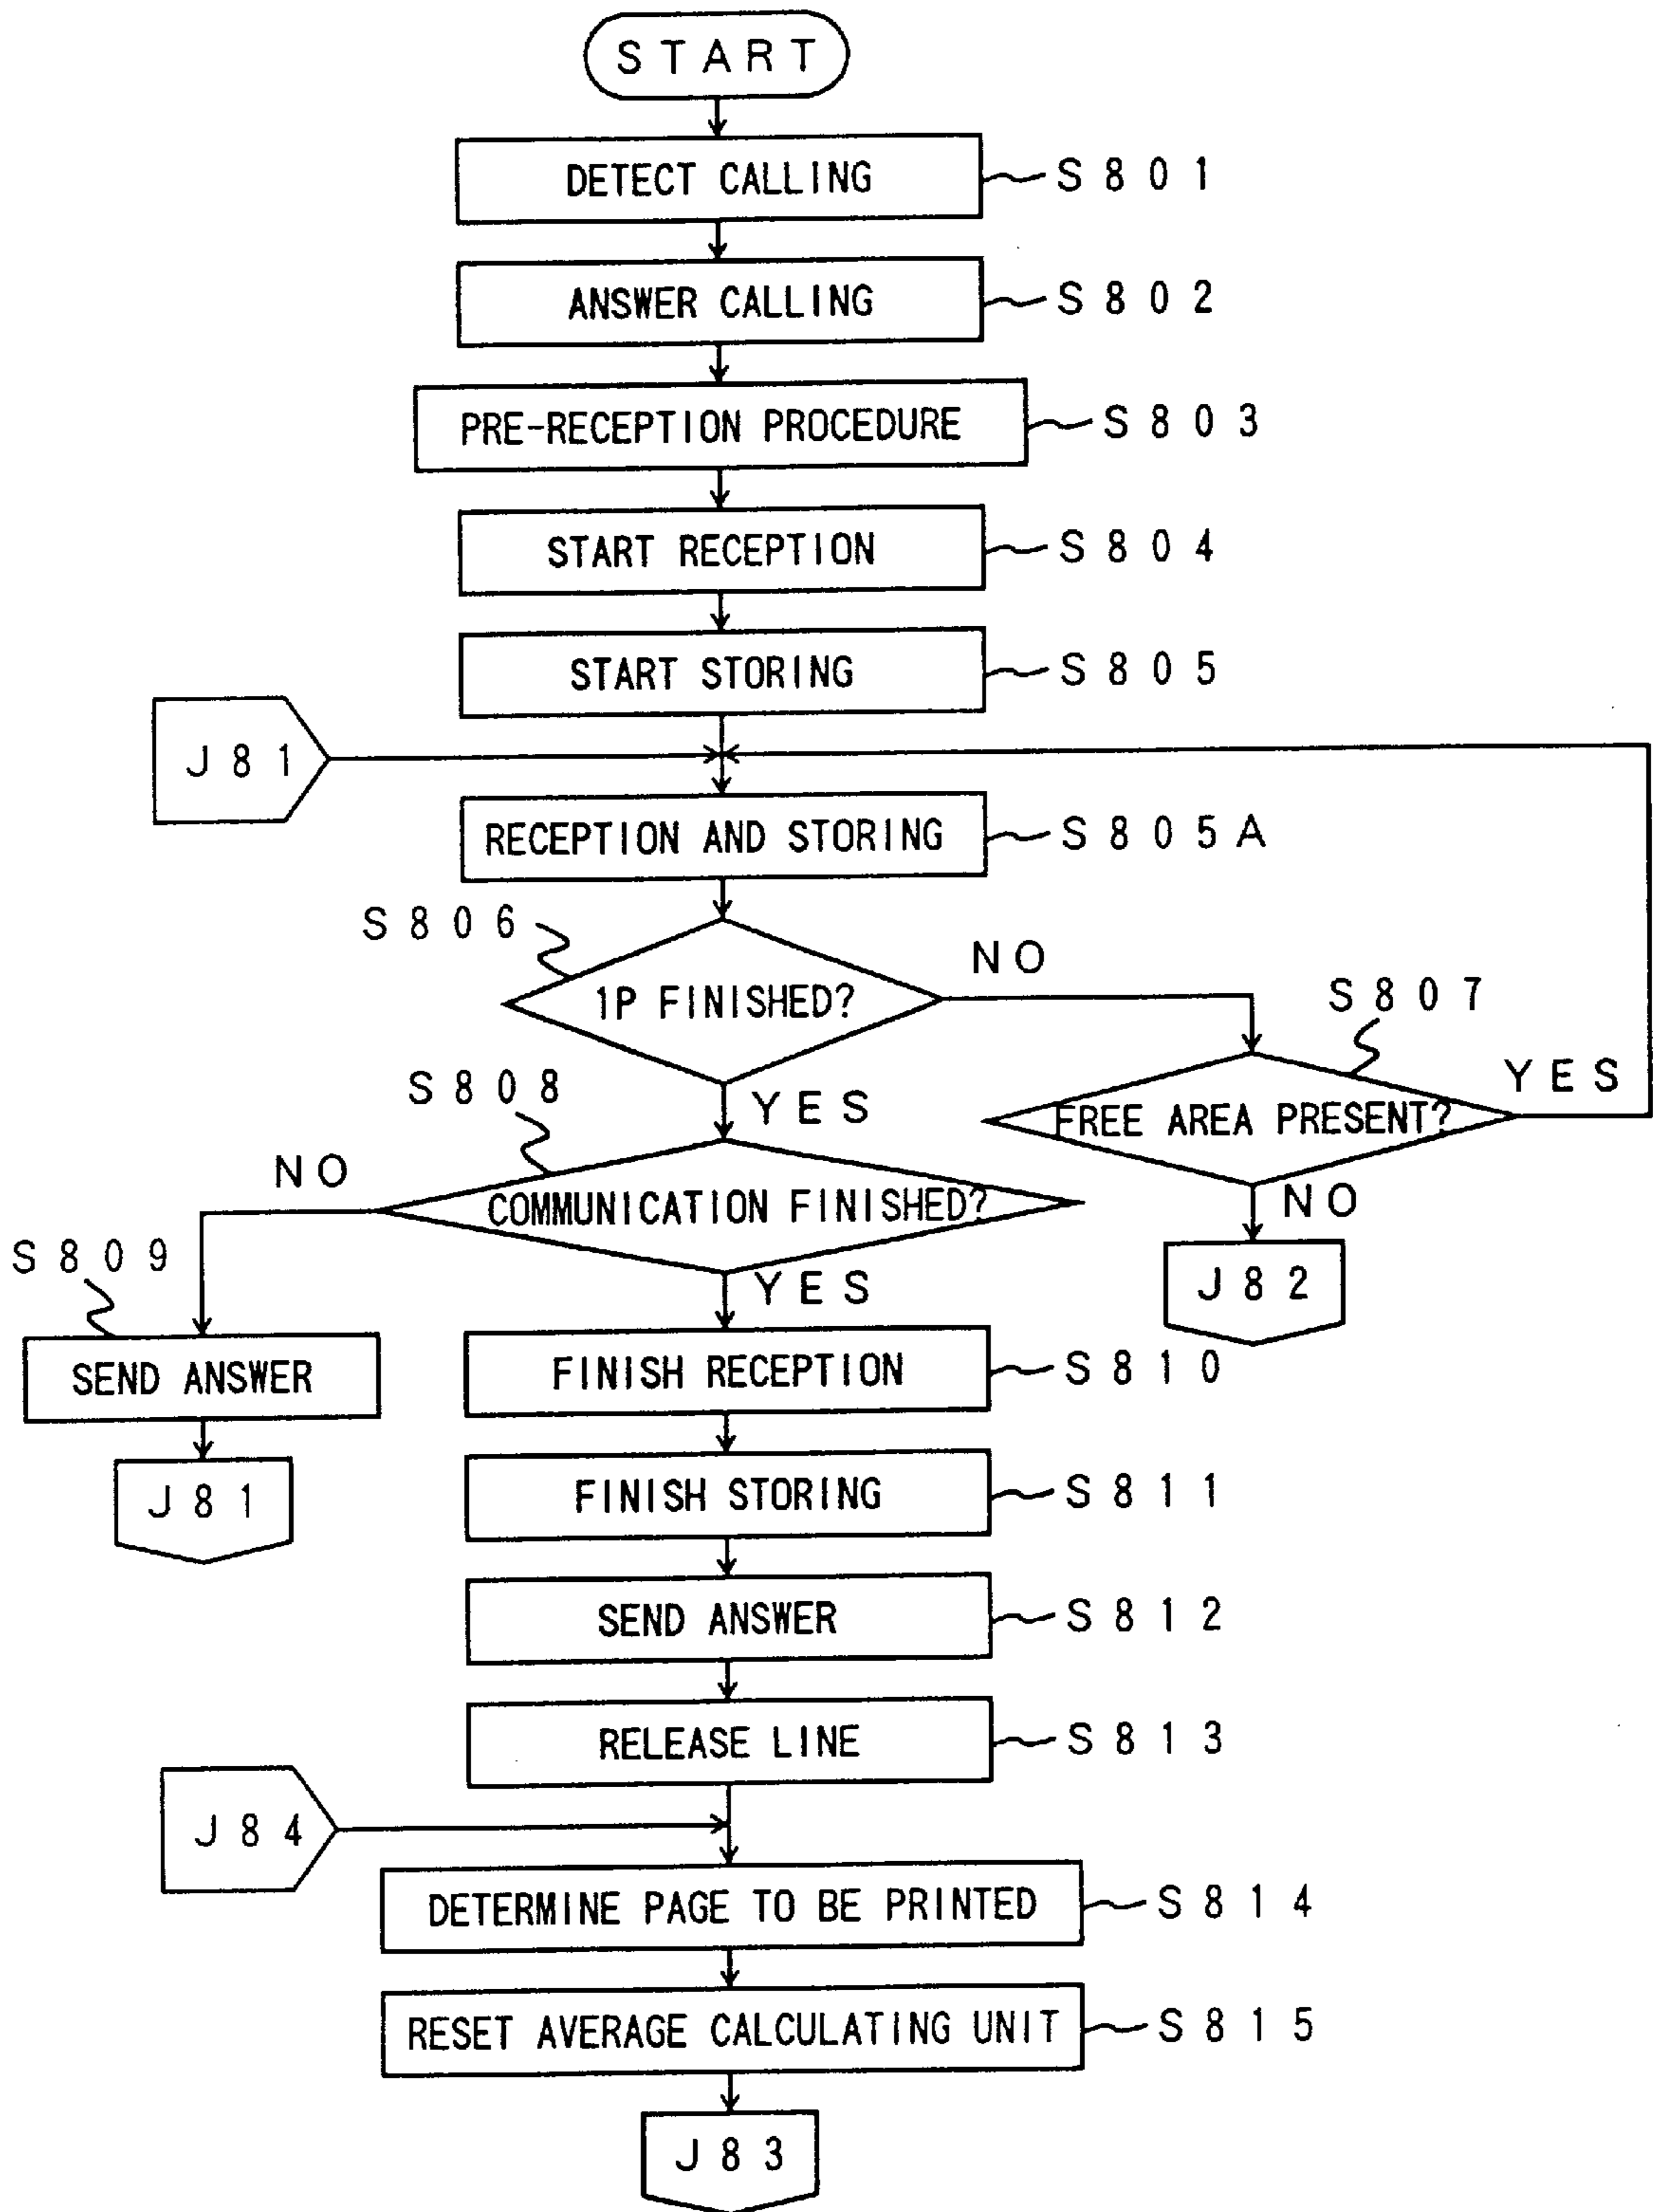 START
DETECT CALLING
S801
ANSWER CALLING
S802
PRE-RECEPTION PROCEDURE
S803
START RECEPTION
S804
START STORING
S805
J81
RECEPTION AND STORING
S805A
S806
1P FINISHED?
NO
S807
YES
FREE AREA PRESENT?
YES
NO
J82
S808
COMMUNICATION FINISHED?
NO
YES
S809
SEND ANSWER
J81
FINISH RECEPTION
S810
FINISH STORING
S811
SEND ANSWER
S812
RELEASE LINE
S813
J84
DETERMINE PAGE TO BE PRINTED
S814
RESET AVERAGE CALCULATING UNIT
S815
J83